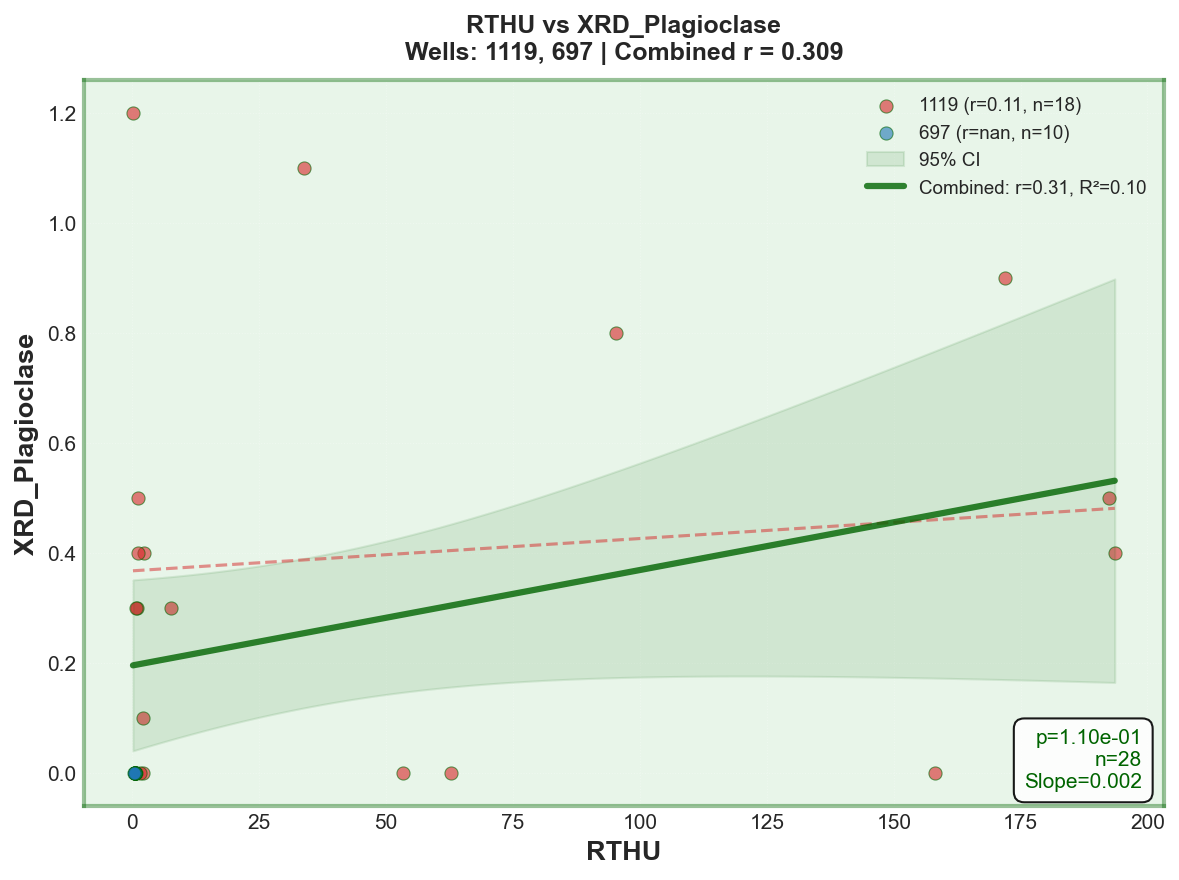 RTHU vs XRD_Plagioclase
Wells: 1119, 697 | Combined r = 0.309
1119 (r=0.11, n=18)
697 (r=nan, n=10)
95% CI
Combined: r=0.31, R²=0.10
XRD_Plagioclase
1.2
1.0
0.8
0.6
0.4
0.2
0.0
p=1.10e-01
n=28
Slope=0.002
0 25 50 75 100 125 150 175 200
RTHU